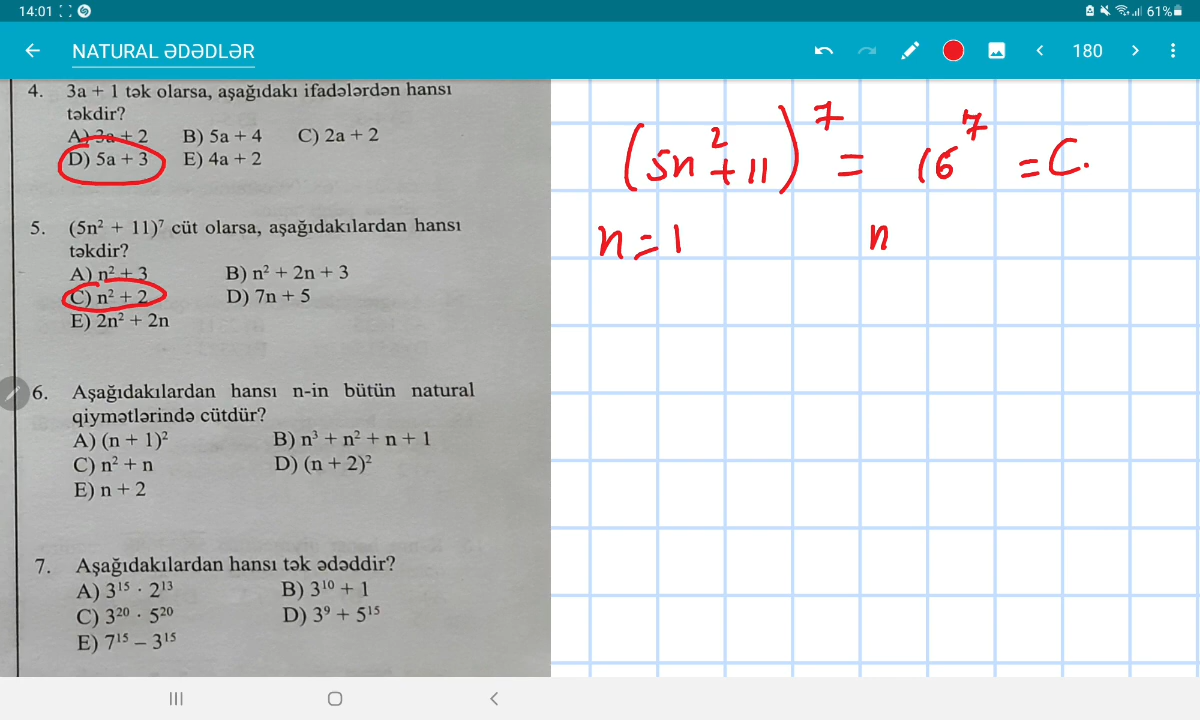 14:01
61%
NATURAL ƏDƏDLƏR
180
4. 3a + 1 tək olarsa, aşağıdakı ifadələrdən hansı
təkdir?
A) 3a + 2 B) 5a + 4 C) 2a + 2
D) 5a + 3 E) 4a + 2
5. (5n² + 11)⁷ cüt olarsa, aşağıdakılardan hansı
təkdir?
A) n² + 3 B) n² + 2n + 3
C) n² + 2 D) 7n + 5
E) 2n² + 2n
6. Aşağıdakılardan hansı n-in bütün natural
qiymətlərində cütdür?
A) (n + 1)² B) n³ + n² + n + 1
C) n² + n D) (n + 2)²
E) n + 2
7. Aşağıdakılardan hansı tək ədəddir?
A) 3¹⁵ · 2¹³ B) 3¹⁰ + 1
C) 3²⁰ · 5²⁰ D) 3⁹ + 5¹⁵
E) 7¹⁵ – 3¹⁵
(5n² + 11)⁷ = 16⁷ = C.
n = 1 n